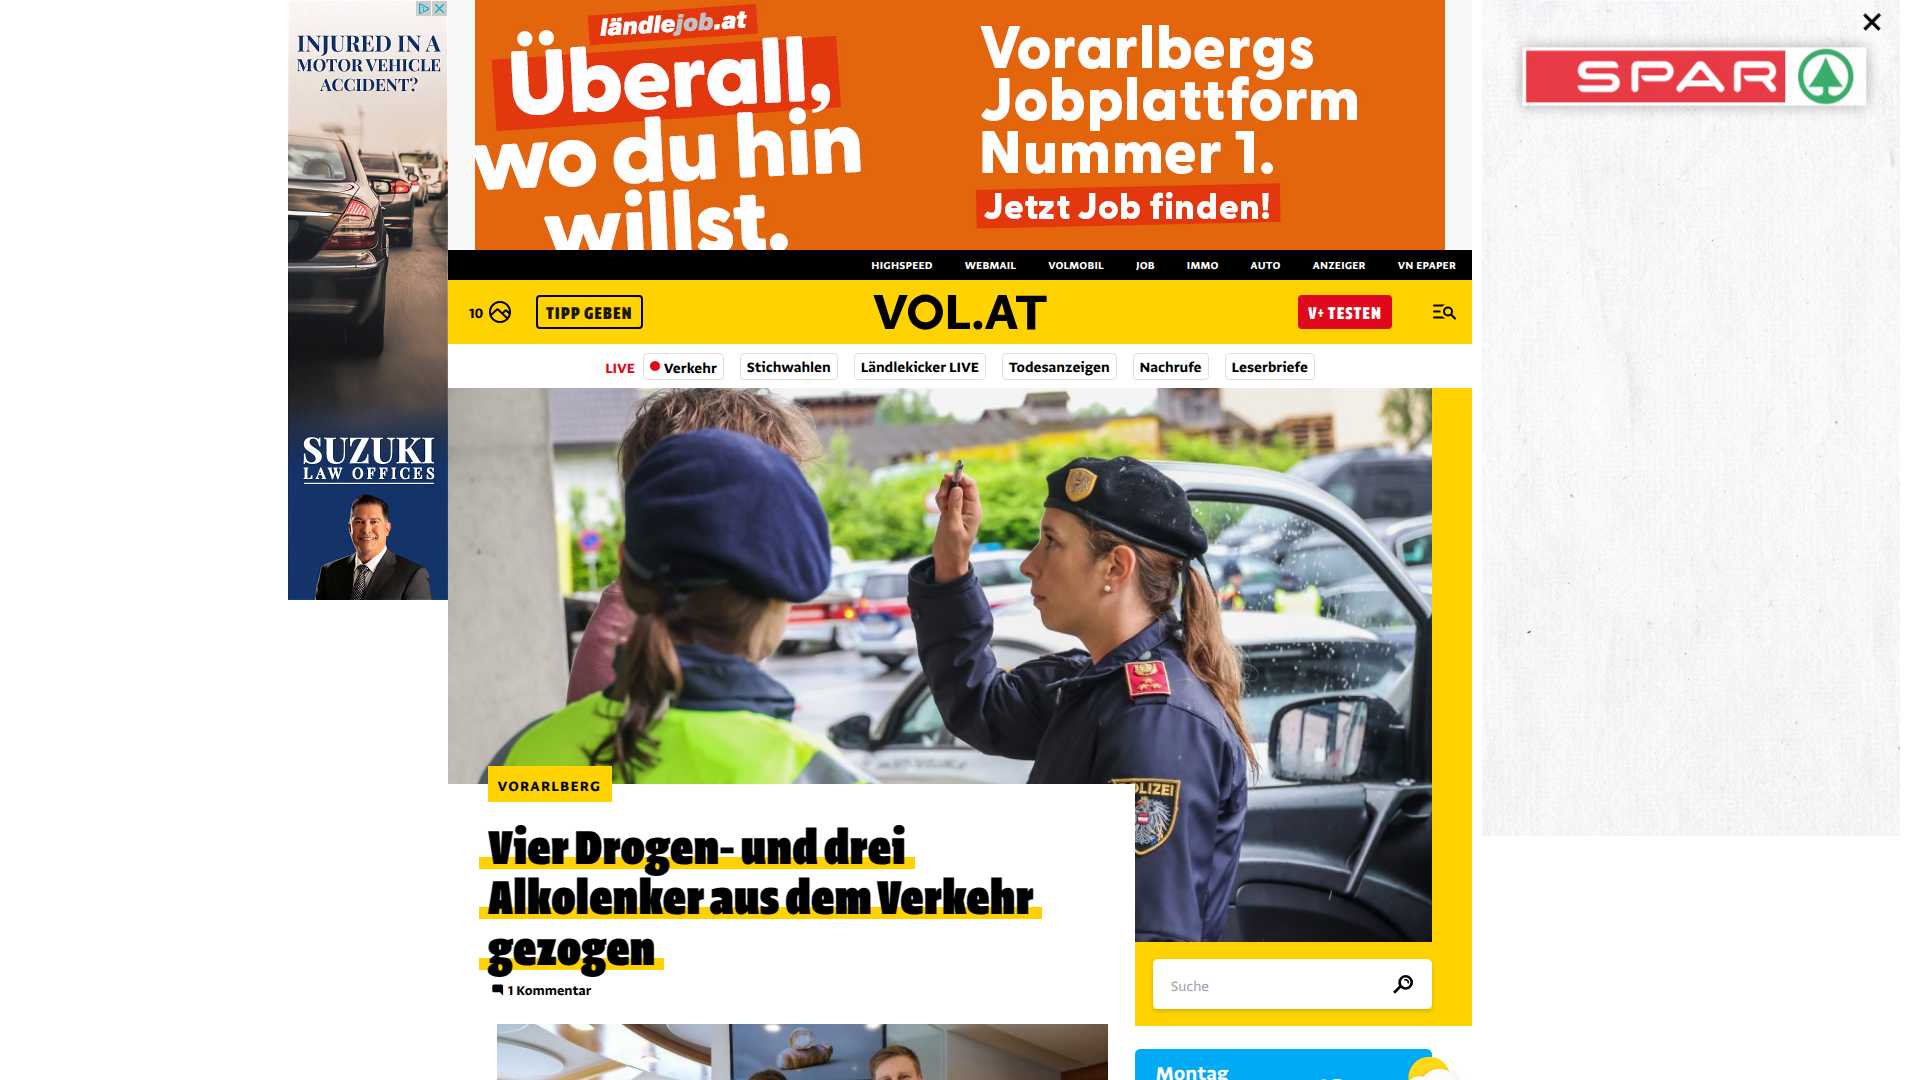 INJURED IN A
MOTOR VEHICLE
ACCIDENT?
SUZUKI
LAW OFFICES
ländlejob.at
Überall,
wo du hin
willst.
Vorarlbergs
Jobplattform
Nummer 1.
Jetzt Job finden!
SPAR
HIGHSPEED WEBMAIL VOLMOBIL JOB IMMO AUTO ANZEIGER VN EPAPER
10 TIPP GEBEN VOL.AT V+ TESTEN
LIVE Verkehr Stichwahlen Ländlekicker LIVE Todesanzeigen Nachrufe Leserbriefe
POLIZEI
VORARLBERG
Vier Drogen- und drei
Alkolenker aus dem Verkehr
gezogen
1 Kommentar
Suche
Montag